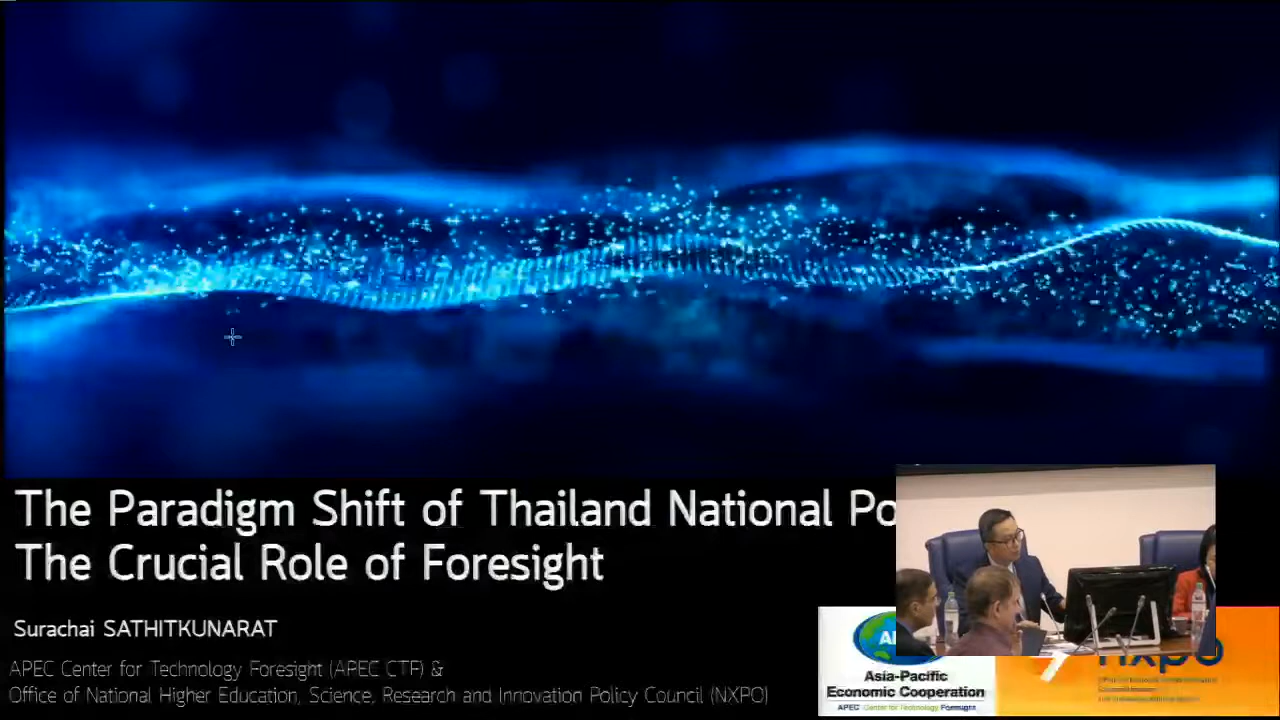 The Paradigm Shift of Thailand National Po
The Crucial Role of Foresight
Surachai SATHITKUNARAT
APEC Center for Technology Foresight (APEC CTF) &
Office of National Higher Education, Science, Research and Innovation Policy Council (NXPO)
Asia-Pacific
Economic Cooperation
APEC Center for Technology Foresight
nxpo